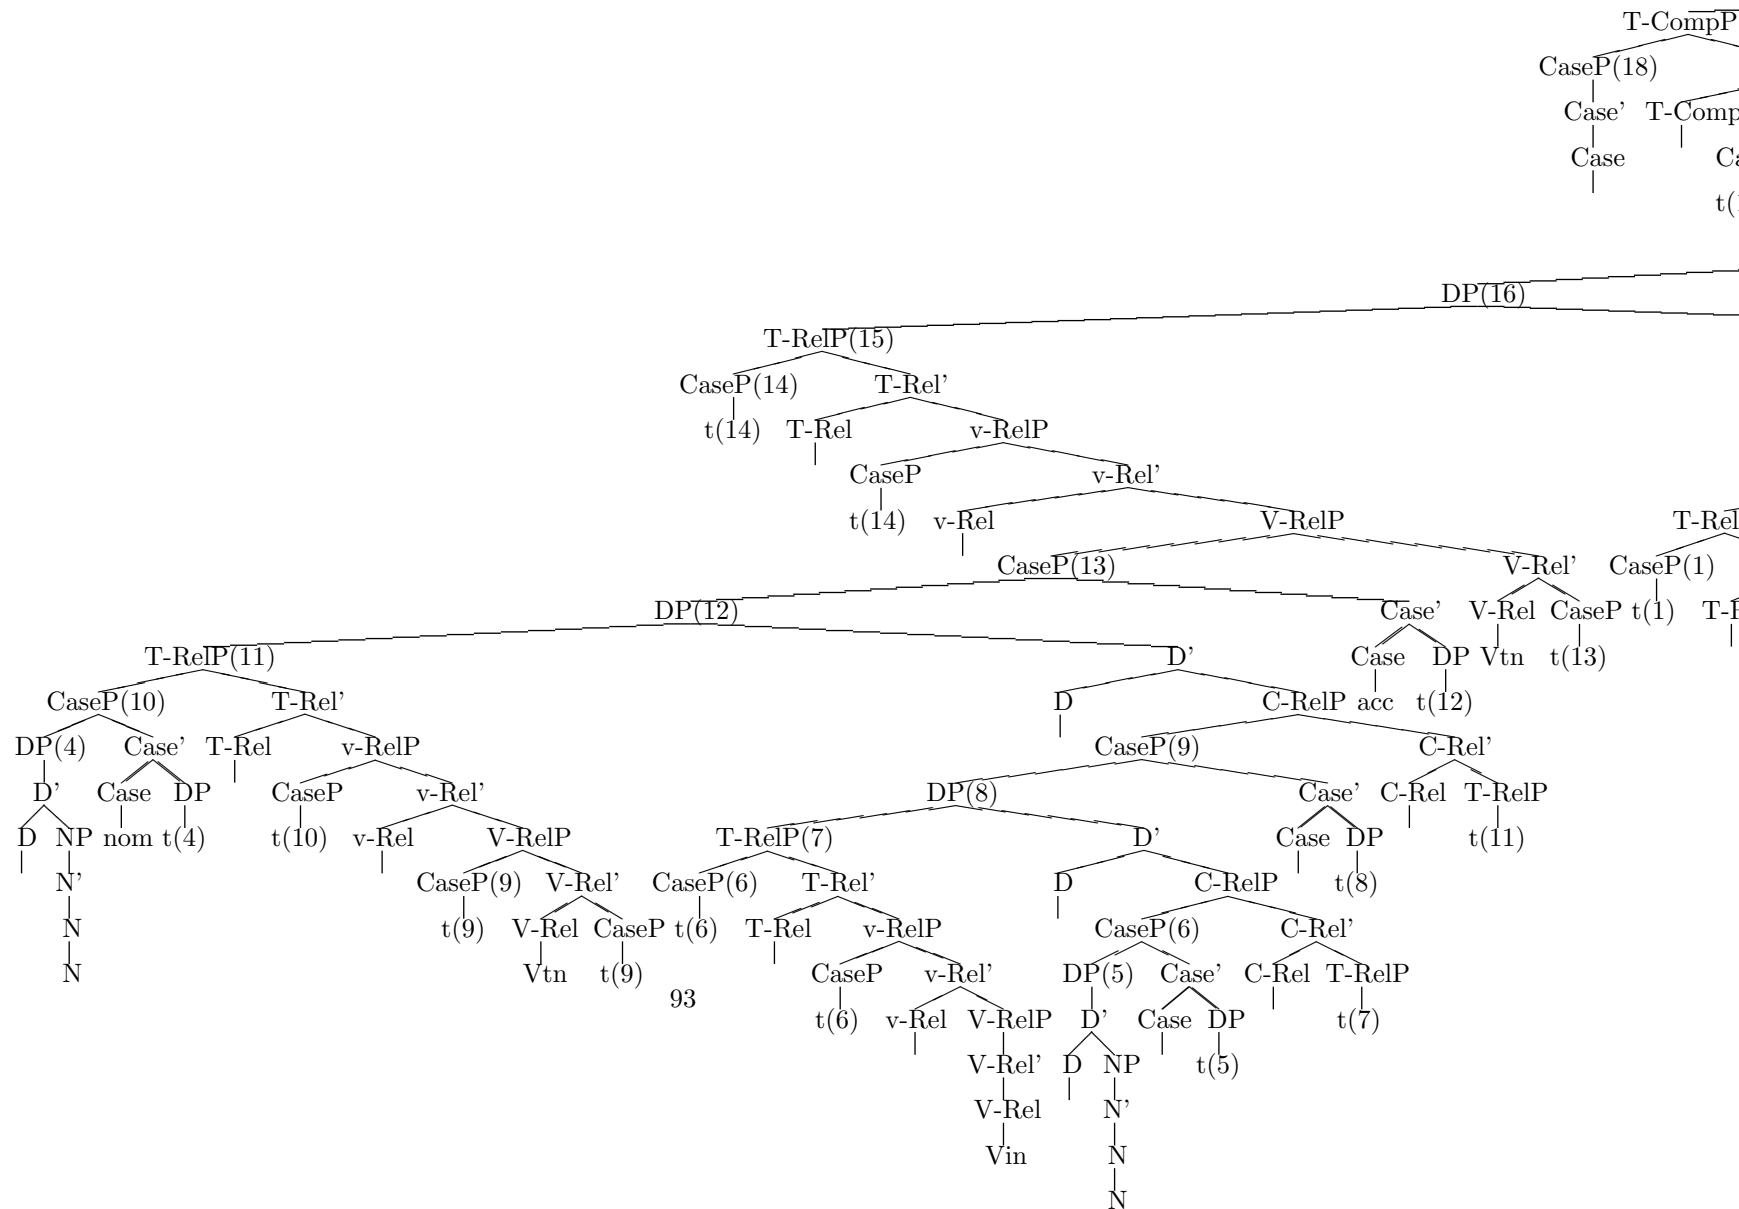 T-CompP
CaseP(18)
Case' T-Comp
Case Ca
t(
DP(16)
T-RelP(15)
CaseP(14) T-Rel'
t(14) T-Rel v-RelP
CaseP v-Rel'
t(14) v-Rel V-RelP T-Rel
CaseP(13) V-Rel' CaseP(1)
DP(12) Case' V-Rel CaseP t(1) T-R
T-RelP(11) D' Case DP Vtn t(13)
CaseP(10) T-Rel' D C-RelP acc t(12)
DP(4) Case' T-Rel v-RelP CaseP(9) C-Rel'
D' Case DP CaseP v-Rel' DP(8) Case' C-Rel T-RelP
D NP nom t(4) t(10) v-Rel V-RelP T-RelP(7) D' Case DP t(11)
N' CaseP(9) V-Rel' CaseP(6) T-Rel' D C-RelP t(8)
N t(9) V-Rel CaseP t(6) T-Rel v-RelP CaseP(6) C-Rel'
N Vtn t(9) CaseP v-Rel' DP(5) Case' C-Rel T-RelP
93
t(6) v-Rel V-RelP D' Case DP t(7)
V-Rel' D NP t(5)
V-Rel N'
Vin N
N